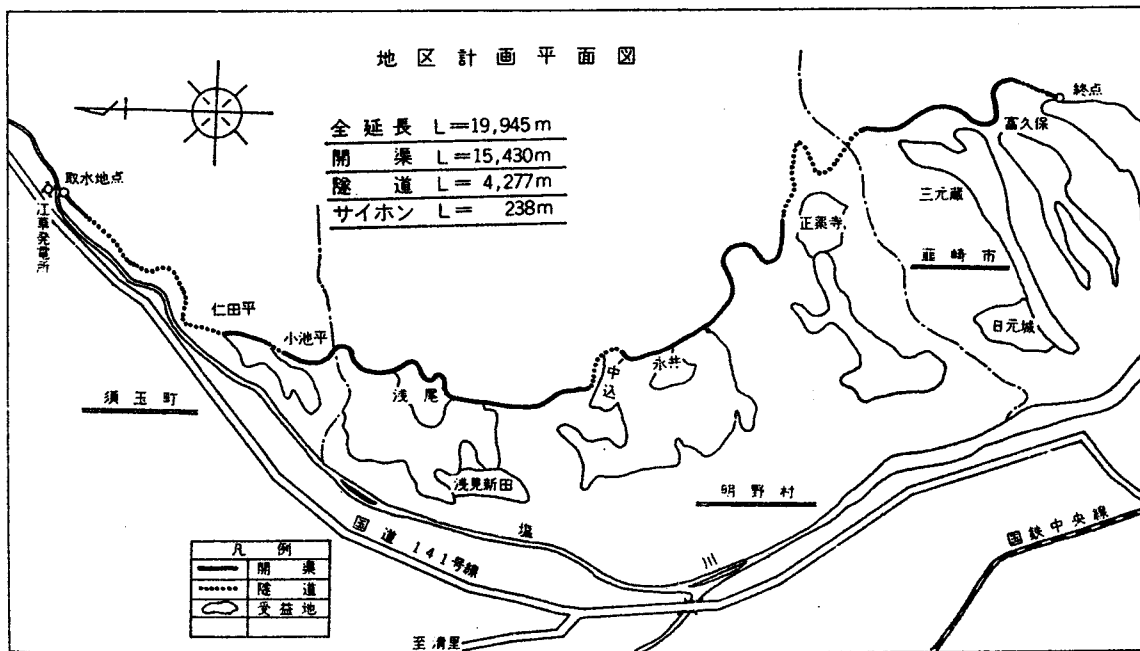 地区計画平面図
全延長 L=19,945m
開渠 L=15,430m
隧道 L=4,277m
サイホン L=238m
終点
富久保
三元蔵
正楽寺
韮崎市
日元城
取水地点
江草発電所
仁田平
小池平
浅尾
中込
永井
須玉町
浅尾新田
明野村
塩
川
国道141号線
国鉄中央線
至清里
凡例
開渠
隧道
受益地